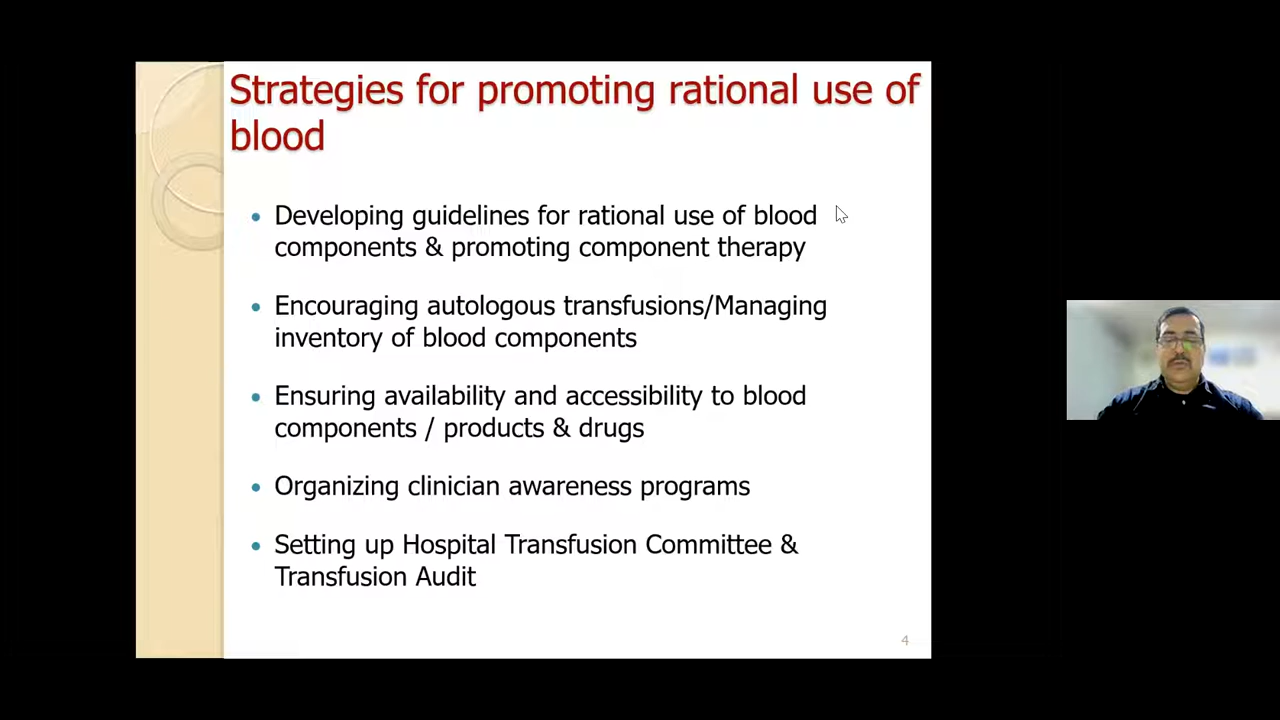 Strategies for promoting rational use of
blood
• Developing guidelines for rational use of blood
components & promoting component therapy
• Encouraging autologous transfusions/Managing
inventory of blood components
• Ensuring availability and accessibility to blood
components / products & drugs
• Organizing clinician awareness programs
• Setting up Hospital Transfusion Committee &
Transfusion Audit
4